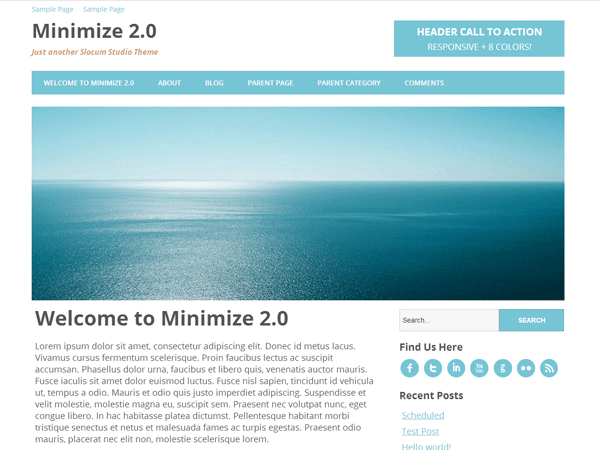 Sample Page Sample Page
Minimize 2.0
Just another Slocum Studio Theme
HEADER CALL TO ACTION
RESPONSIVE + 8 COLORS!
WELCOME TO MINIMIZE 2.0 ABOUT BLOG PARENT PAGE PARENT CATEGORY COMMENTS
Welcome to Minimize 2.0
Lorem ipsum dolor sit amet, consectetur adipiscing elit. Donec id metus lacus.
Vivamus cursus fermentum scelerisque. Proin faucibus lectus ac suscipit
accumsan. Phasellus dolor urna, faucibus et libero quis, venenatis auctor mauris.
Fusce iaculis sit amet dolor euismod luctus. Fusce nisl sapien, tincidunt id vehicula
ut, tempus a odio. Mauris et odio quis justo imperdiet adipiscing. Suspendisse et
velit molestie, molestie magna eu, suscipit sem. Praesent nec volutpat nunc, eget
congue libero. In hac habitasse platea dictumst. Pellentesque habitant morbi
tristique senectus et netus et malesuada fames ac turpis egestas. Praesent odio
mauris, placerat nec elit non, molestie scelerisque lorem.
Search...
SEARCH
Find Us Here
Recent Posts
Scheduled
Test Post
Hello world!